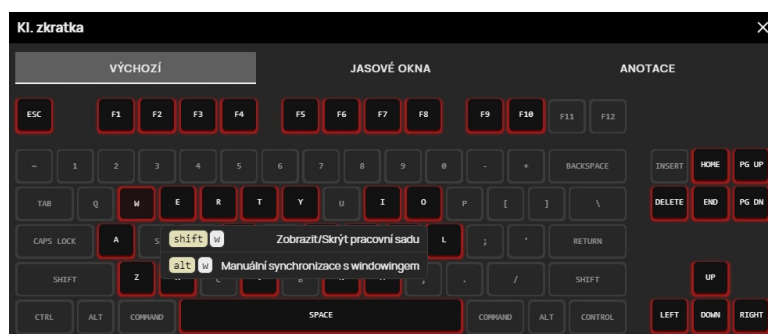 Kl. zkratka
VÝCHOZÍ JASOVÉ OKNA ANOTACE
ESC F1 F2 F3 F4 F5 F6 F7 F8 F9 F10 F11 F12
~ 1 2 3 4 5 6 7 8 9 0 - + BACKSPACE INSERT HOME PG UP
TAB Q W E R T Y U I O P [ ] \ DELETE END PG DN
CAPS LOCK A S L ; ' RETURN
shift w Zobrazit/Skrýt pracovní sadu
alt w Manuální synchronizace s windowingem
SHIFT Z . / SHIFT UP
CTRL ALT COMMAND SPACE COMMAND ALT CONTROL LEFT DOWN RIGHT